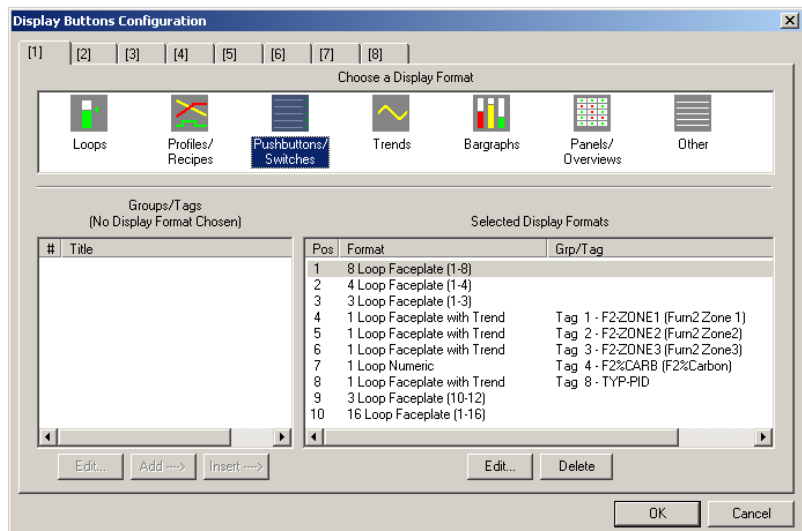 Display Buttons Configuration
[1] [2] [3] [4] [5] [6] [7] [8]
Choose a Display Format
Loops
Profiles/
Recipes
Pushbuttons/
Switches
Trends
Bargraphs
Panels/
Overviews
Other
Groups/Tags
(No Display Format Chosen)
# Title
Edit... Add ----> Insert ---->
Selected Display Formats
Pos Format Grp/Tag
1 8 Loop Faceplate (1-8)
2 4 Loop Faceplate (1-4)
3 3 Loop Faceplate (1-3)
4 1 Loop Faceplate with Trend Tag 1 - F2-ZONE1 (Furn2 Zone 1)
5 1 Loop Faceplate with Trend Tag 2 - F2-ZONE2 (Furn2 Zone2)
6 1 Loop Faceplate with Trend Tag 3 - F2-ZONE3 (Furn2 Zone3)
7 1 Loop Numeric Tag 4 - F2%CARB (F2%Carbon)
8 1 Loop Faceplate with Trend Tag 8 - TYP-PID
9 3 Loop Faceplate (10-12)
10 16 Loop Faceplate (1-16)
Edit... Delete
OK Cancel